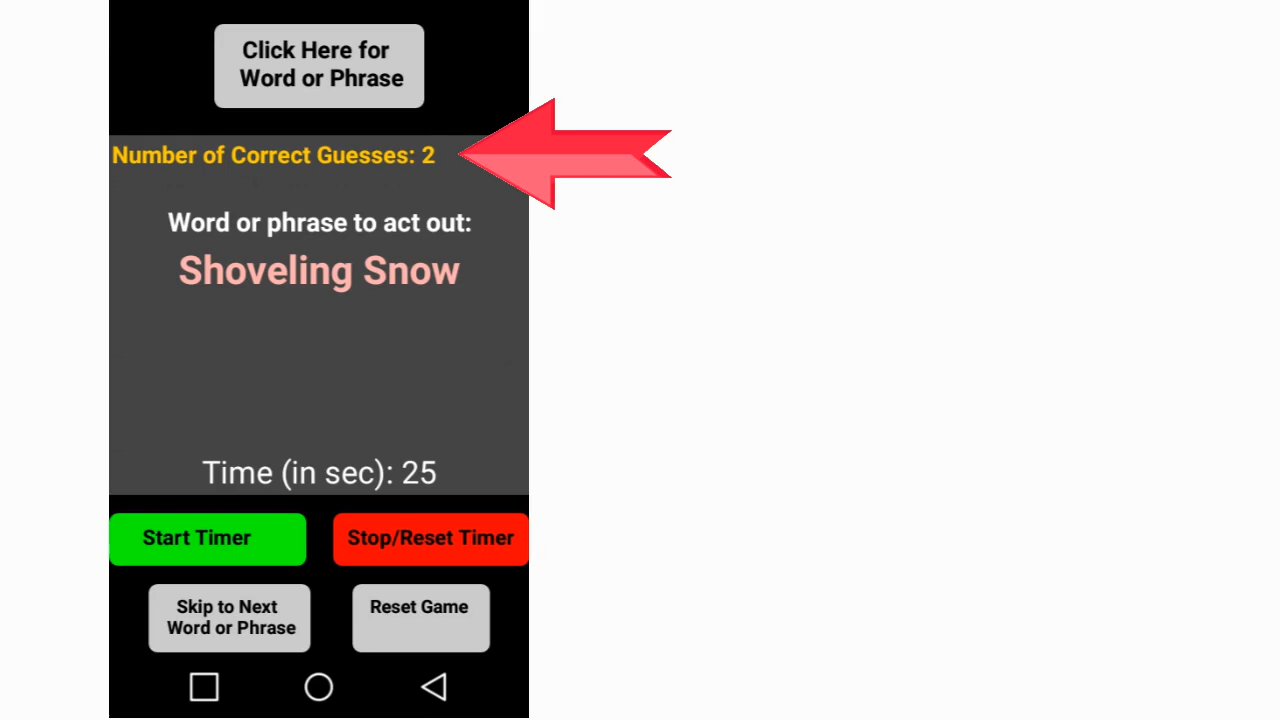 Click Here for
Word or Phrase
Number of Correct Guesses: 2
Word or phrase to act out:
Shoveling Snow
Time (in sec): 25
Start Timer
Stop/Reset Timer
Skip to Next
Word or Phrase
Reset Game